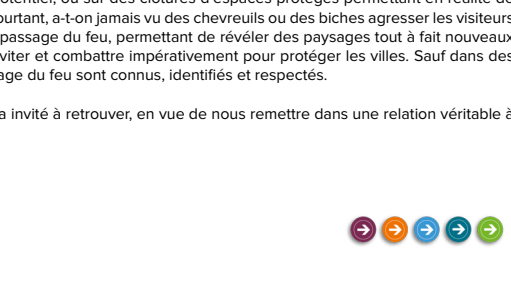 potentiel, ou sur des clôtures d'espaces protégés permettant en réalité de
ourtant, a-t-on jamais vu des chevreuils ou des biches agresser les visiteurs
passage du feu, permettant de révéler des paysages tout à fait nouveaux
viter et combattre impérativement pour protéger les villes. Sauf dans des
age du feu sont connus, identifiés et respectés.
a invité à retrouver, en vue de nous remettre dans une relation véritable à